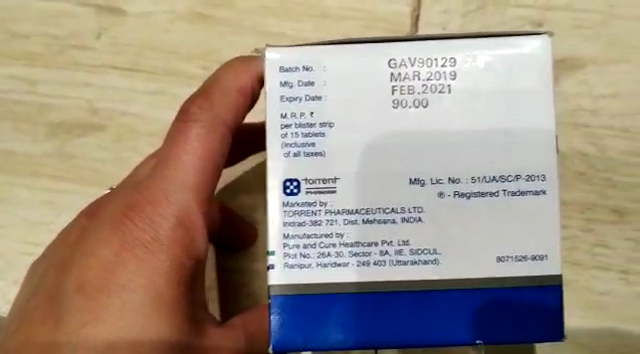 Batch No. : GAV90129
Mfg. Date : MAR.2019
Expiry Date : FEB.2021
M. R. P. ₹ 90.00
per blister strip
of 15 tablets
(Inclusive
of all taxes)
torrent
Mfg. Lic. No. : 51/UA/SC/P-2013
® - Registered Trademark
Marketed by :
TORRENT PHARMACEUTICALS LTD.
Indrad-382 721, Dist. Mehsana, INDIA.
Manufactured by :
Pure and Cure Healthcare Pvt. Ltd.
Plot No. 26A-30, Sector - 8A, IIE, SIDCUL,
Ranipur, Haridwar - 249 403 (Uttarakhand).
8071526-9091